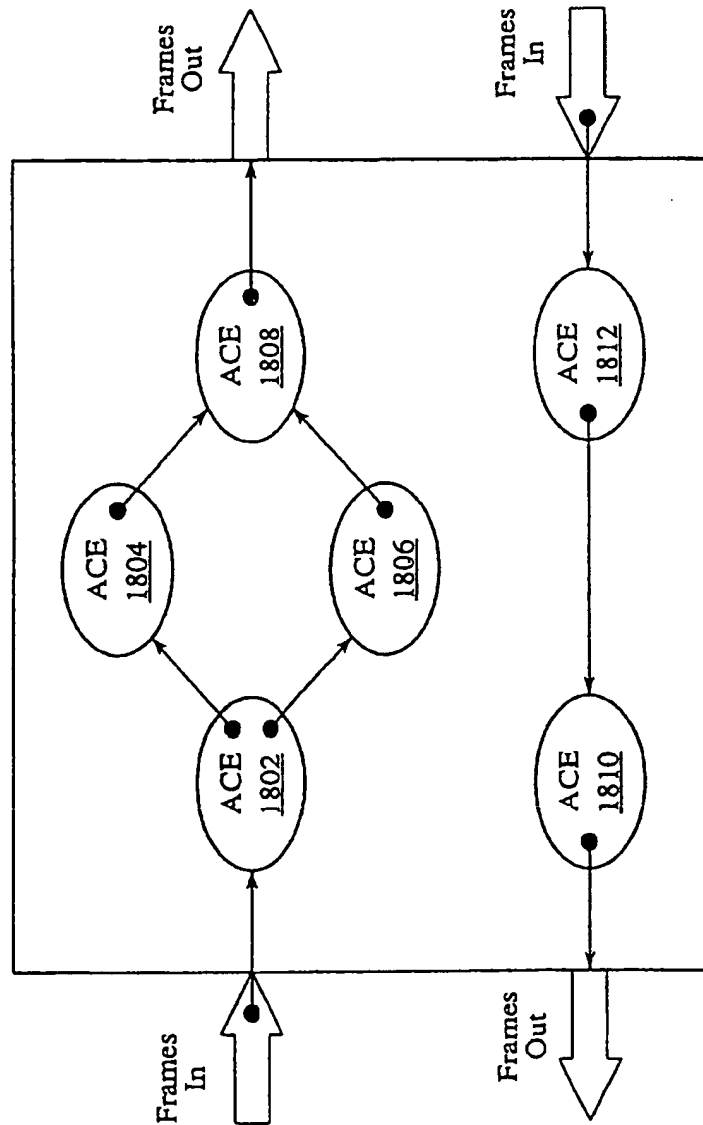 Frames
In
ACE
1802
ACE
1804
ACE
1806
ACE
1808
Frames
Out
Frames
Out
ACE
1810
ACE
1812
Frames
In